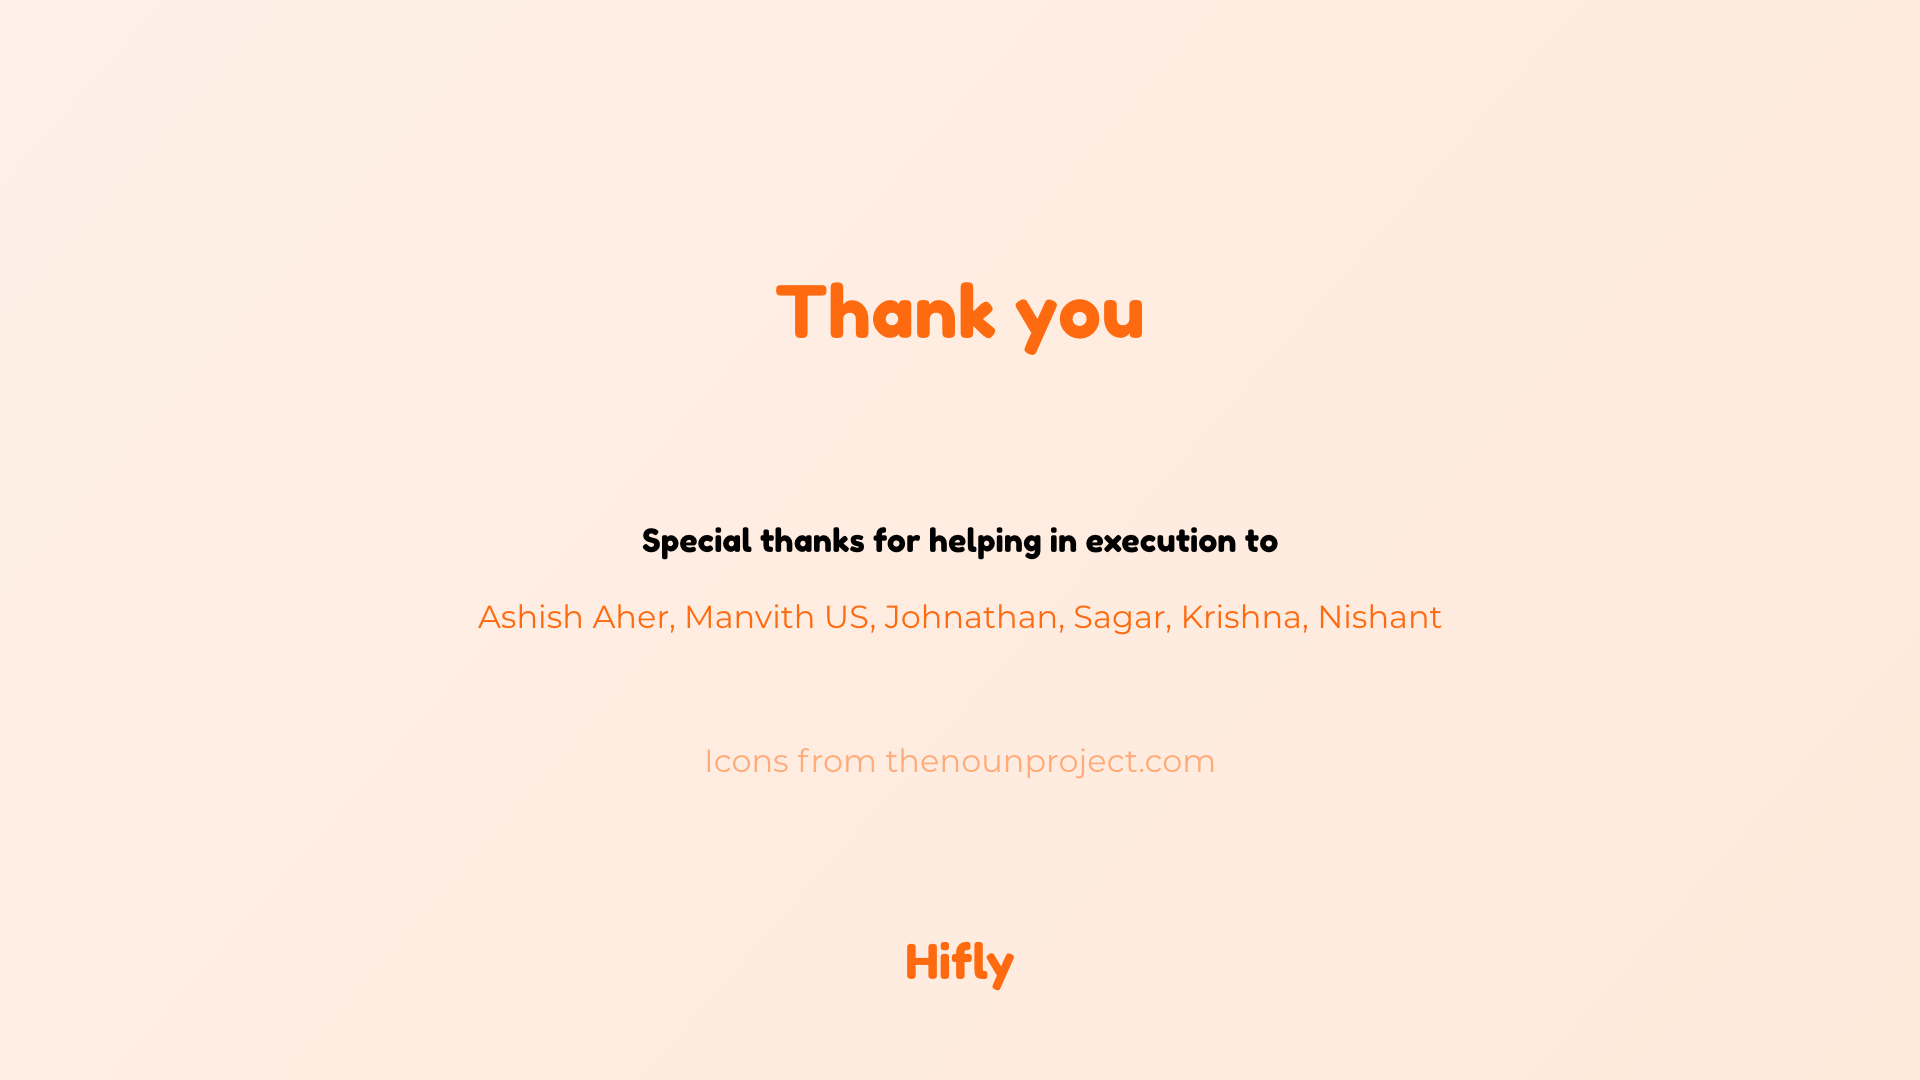 Thank you
Special thanks for helping in execution to
Ashish Aher, Manvith US, Johnathan, Sagar, Krishna, Nishant
Icons from thenounproject.com
Hifly